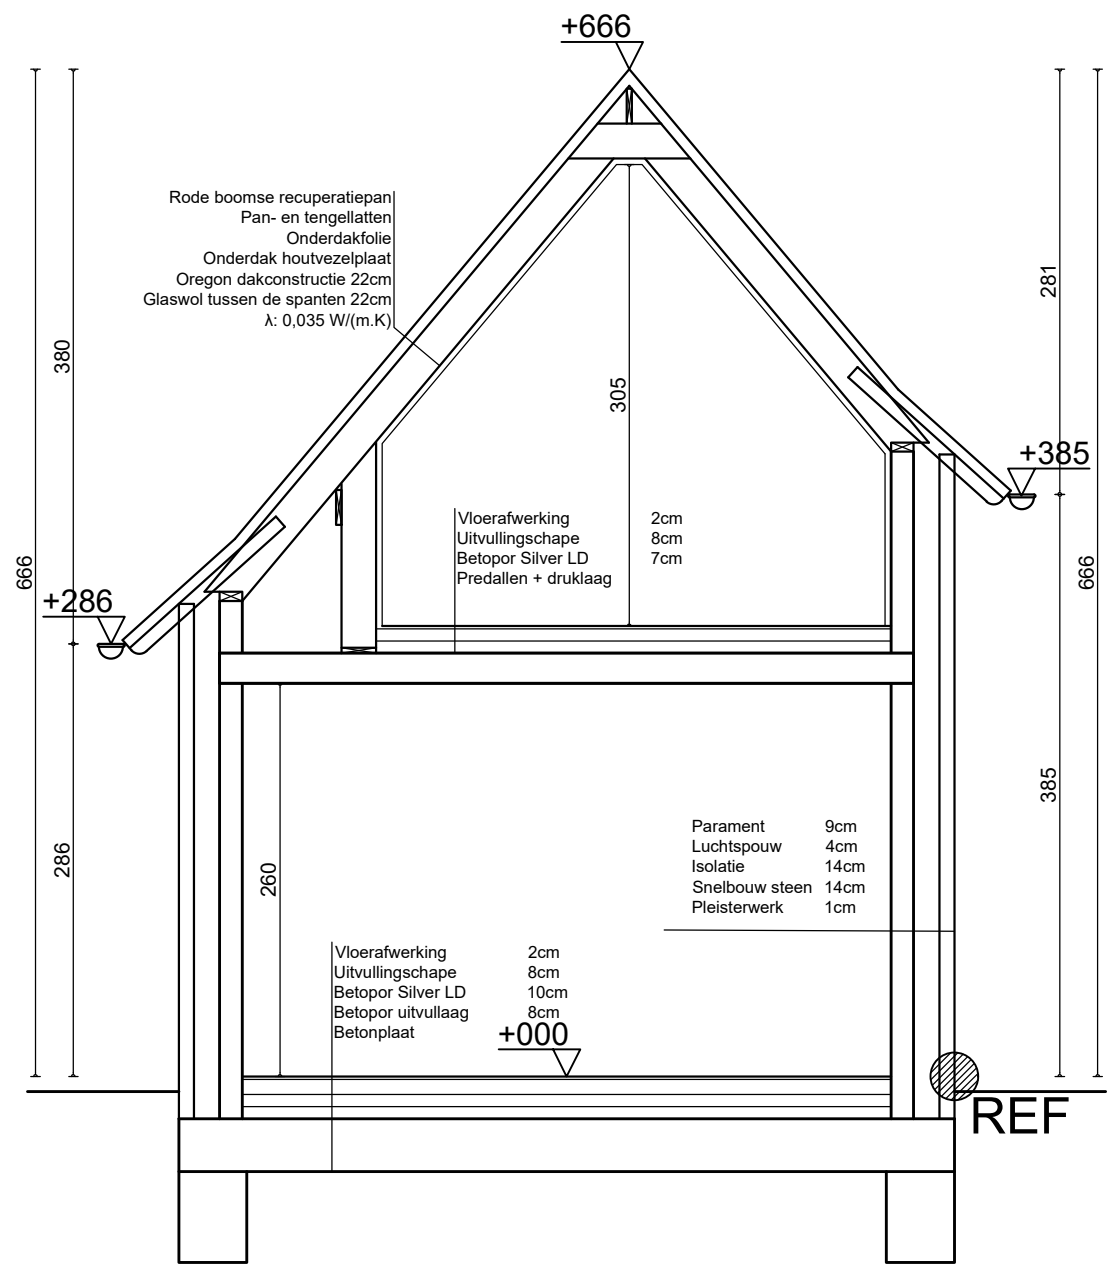 +666
Rode boomse recuperatiepan
Pan- en tengellatten
Onderdakfolie
Onderdak houtvezelplaat
Oregon dakconstructie 22cm
Glaswol tussen de spanten 22cm
λ: 0,035 W/(m.K)
281
380
305
+385
Vloerafwerking 2cm
Uitvullingschape 8cm
Betopor Silver LD 7cm
Predallen + druklaag
666
666
+286
385
286
260
Parament 9cm
Luchtspouw 4cm
Isolatie 14cm
Snelbouw steen 14cm
Pleisterwerk 1cm
Vloerafwerking 2cm
Uitvullingschape 8cm
Betopor Silver LD 10cm
Betopor uitvullaag 8cm
Betonplaat
+000
REF